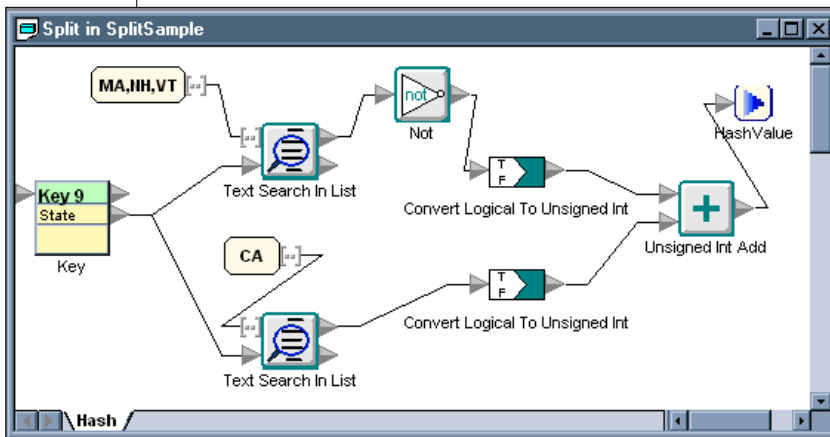 Split in SplitSample
MA,NH,VT
not
Not
HashValue
Text Search In List
Key 9
State
Key
T
F
Convert Logical To Unsigned Int
Unsigned Int Add
CA
T
F
Convert Logical To Unsigned Int
Text Search In List
Hash